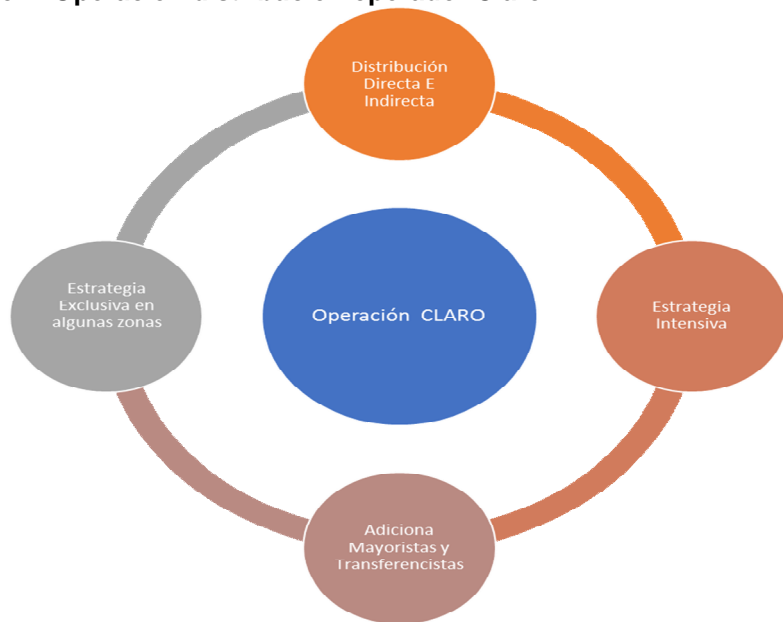 Distribución
Directa E
Indirecta
Estrategia
Exclusiva en
algunas zonas
Operación CLARO
Estrategia
Intensiva
Adiciona
Mayoristas y
Transferencistas